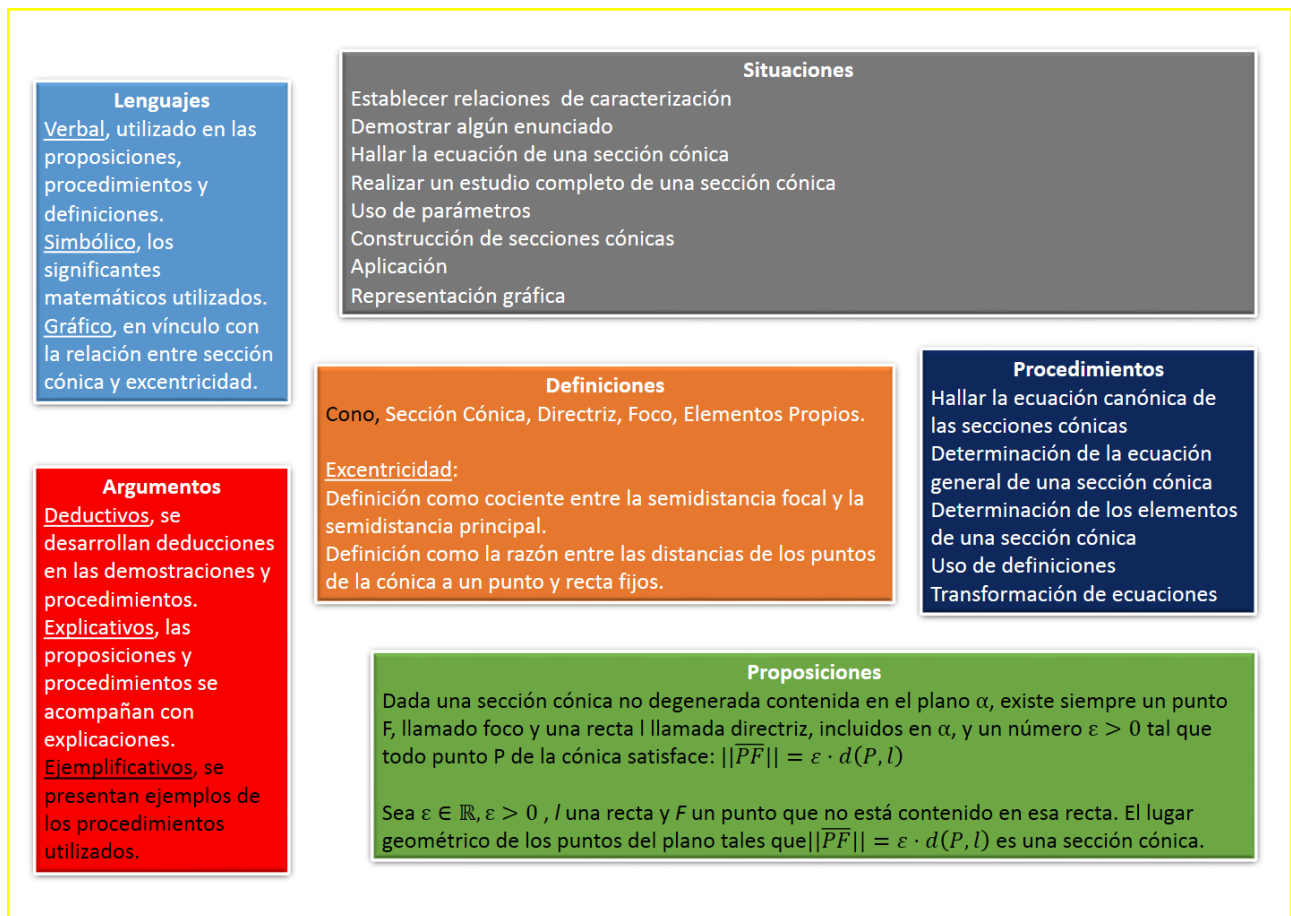 Lenguajes
Verbal, utilizado en las
proposiciones,
procedimientos y
definiciones.
Simbólico, los
significantes
matemáticos utilizados.
Gráfico, en vínculo con
la relación entre sección
cónica y excentricidad.
Situaciones
Establecer relaciones de caracterización
Demostrar algún enunciado
Hallar la ecuación de una sección cónica
Realizar un estudio completo de una sección cónica
Uso de parámetros
Construcción de secciones cónicas
Aplicación
Representación gráfica
Definiciones
Cono, Sección Cónica, Directriz, Foco, Elementos Propios.
Excentricidad:
Definición como cociente entre la semidistancia focal y la
semidistancia principal.
Definición como la razón entre las distancias de los puntos
de la cónica a un punto y recta fijos.
Procedimientos
Hallar la ecuación canónica de
las secciones cónicas
Determinación de la ecuación
general de una sección cónica
Determinación de los elementos
de una sección cónica
Uso de definiciones
Transformación de ecuaciones
Argumentos
Deductivos, se
desarrollan deducciones
en las demostraciones y
procedimientos.
Explicativos, las
proposiciones y
procedimientos se
acompañan con
explicaciones.
Ejemplificativos, se
presentan ejemplos de
los procedimientos
utilizados.
Proposiciones
Dada una sección cónica no degenerada contenida en el plano α, existe siempre un punto
F, llamado foco y una recta l llamada directriz, incluidos en α, y un número ε > 0 tal que
todo punto P de la cónica satisface: ||P̅F̅|| = ε · d(P, l)
Sea ε ∈ ℝ, ε > 0 , l una recta y F un punto que no está contenido en esa recta. El lugar
geométrico de los puntos del plano tales que||P̅F̅|| = ε · d(P, l) es una sección cónica.